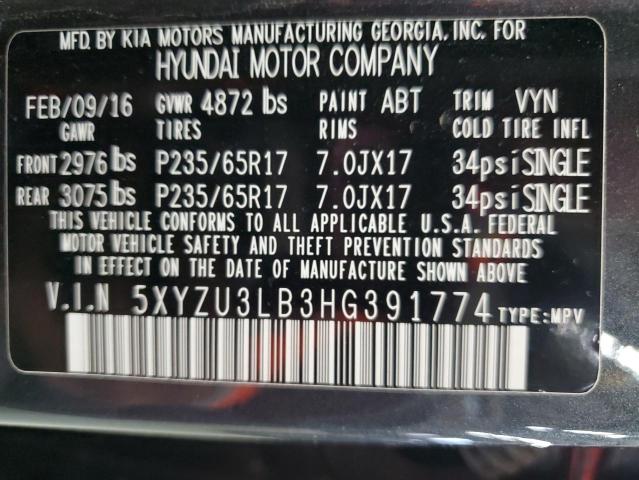 MFD. BY KIA MOTORS MANUFACTURING GEORGIA, INC. FOR
HYUNDAI MOTOR COMPANY
FEB/09/16 GVWR 4872 lbs PAINT ABT TRIM VYN
GAWR TIRES RIMS COLD TIRE INFL
FRONT 2976 lbs P235/65R17 7.0JX17 34psi SINGLE
REAR 3075 lbs P235/65R17 7.0JX17 34psi SINGLE
THIS VEHICLE CONFORMS TO ALL APPLICABLE U.S.A. FEDERAL
MOTOR VEHICLE SAFETY AND THEFT PREVENTION STANDARDS
IN EFFECT ON THE DATE OF MANUFACTURE SHOWN ABOVE
V.I.N 5XYZU3LB3HG391774 TYPE:MPV